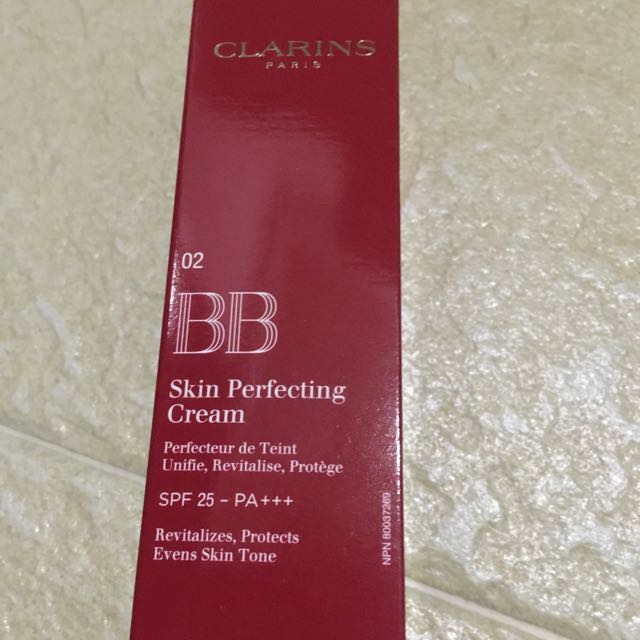 CLARINS
PARIS
02
BB
Skin Perfecting
Cream
Perfecteur de Teint
Unifie, Revitalise, Protège
SPF 25 - PA+++
Revitalizes, Protects
Evens Skin Tone
NPN 80037269